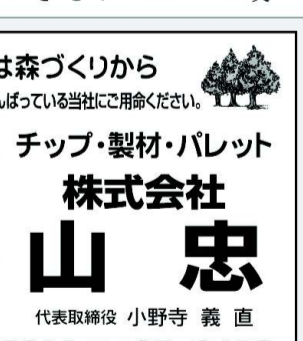 は森づくりから
んばっている当社にご用命ください。
チップ・製材・パレット
株式会社
山忠
代表取締役 小野寺 義 直